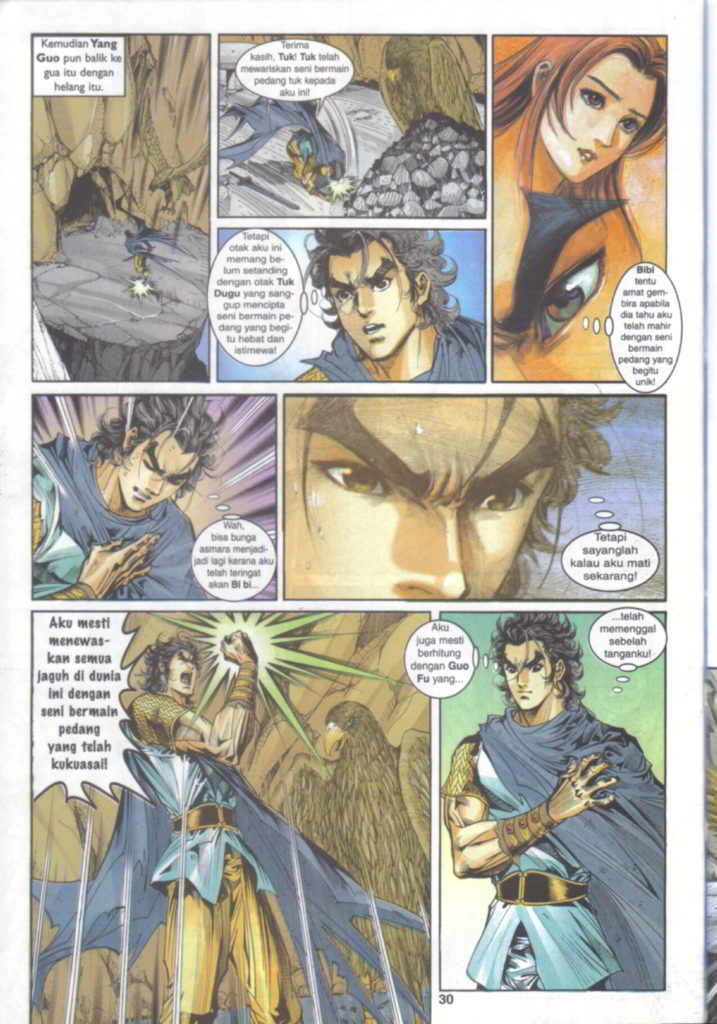 Kemudian Yang
Guo pun balik ke
gua itu dengan
helang itu.
Terima
kasih, Tuk! Tuk telah
mewariskan seni bermain
pedang tuk kepada
aku ini!
Tetapi
otak aku ini
memang be-
lum setanding
dengan otak Tuk
Dugu yang sang-
gup mencipta
seni bermain pe-
dang yang begi-
tu hebat dan
istimewa!
Bibi
tentu
amat gem-
bira apabila
dia tahu aku
telah mahir
dengan seni
bermain
pedang yang
begitu
unik!
Wah,
bisa bunga
asmara menjadi-
jadi lagi kerana aku
telah teringat
akan BI bi...
Tetapi
sayanglah
kalau aku mati
sekarang!
Aku mesti
menewas-
kan semua
jaguh di dunia
ini dengan
seni bermain
pedang
yang telah
kukuasai!
Aku
juga mesti
berhitung
dengan Guo
Fu yang...
...telah
memenggal
sebelah
tanganku!
30